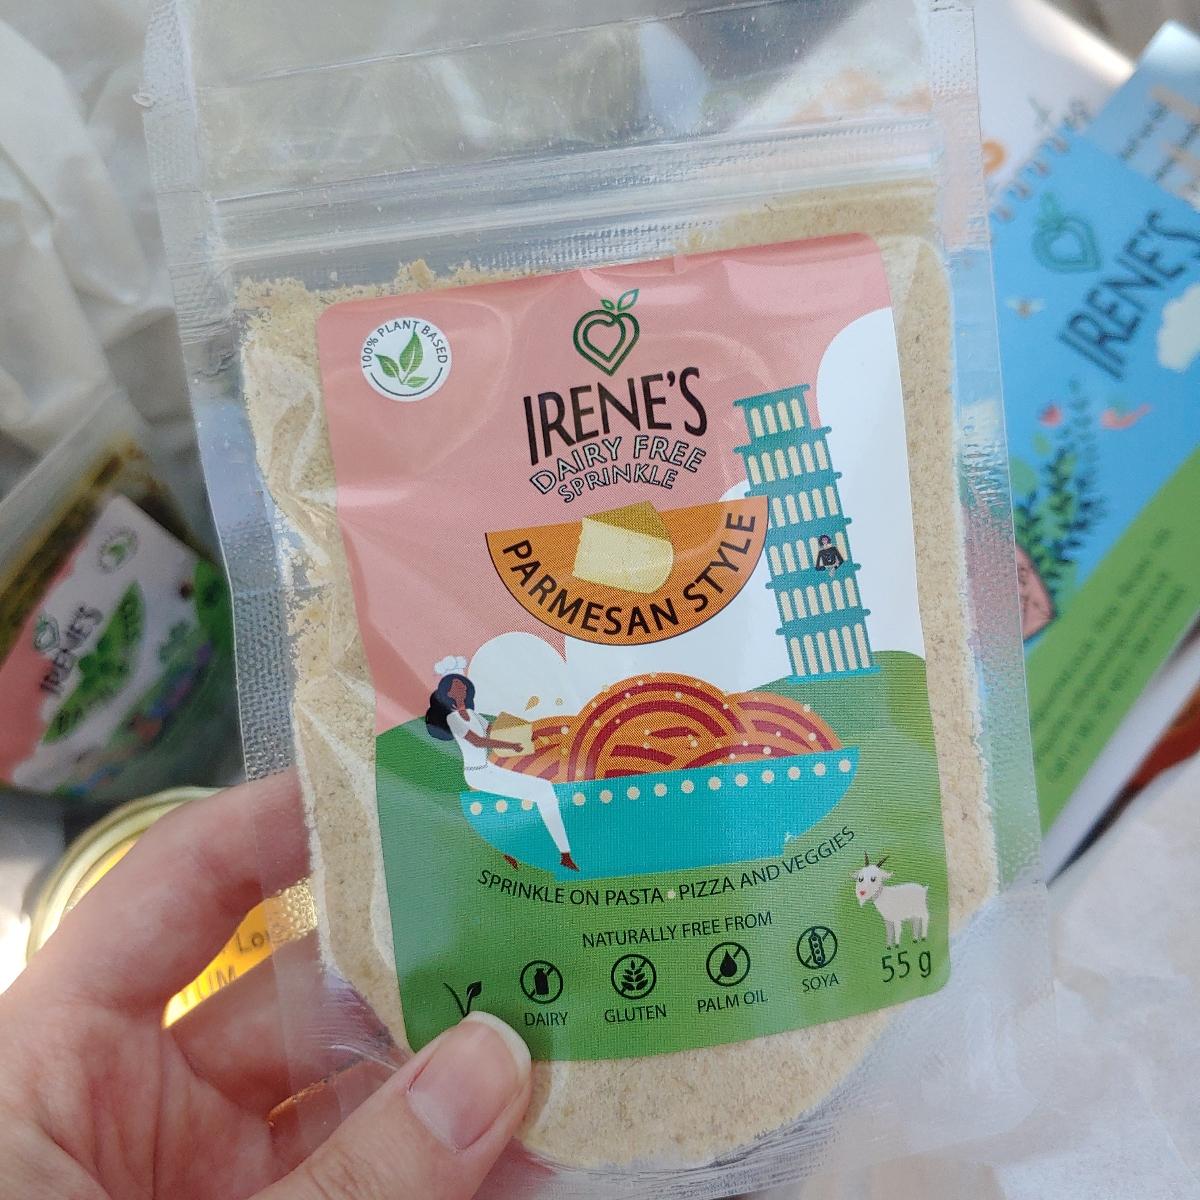 100% PLANT BASED
IRENE'S
DAIRY FREE
SPRINKLE
PARMESAN STYLE
SPRINKLE ON PASTA • PIZZA AND VEGGIES
NATURALLY FREE FROM
DAIRY
GLUTEN
PALM OIL
SOYA
55 g
IRENE'S
IRENE'S